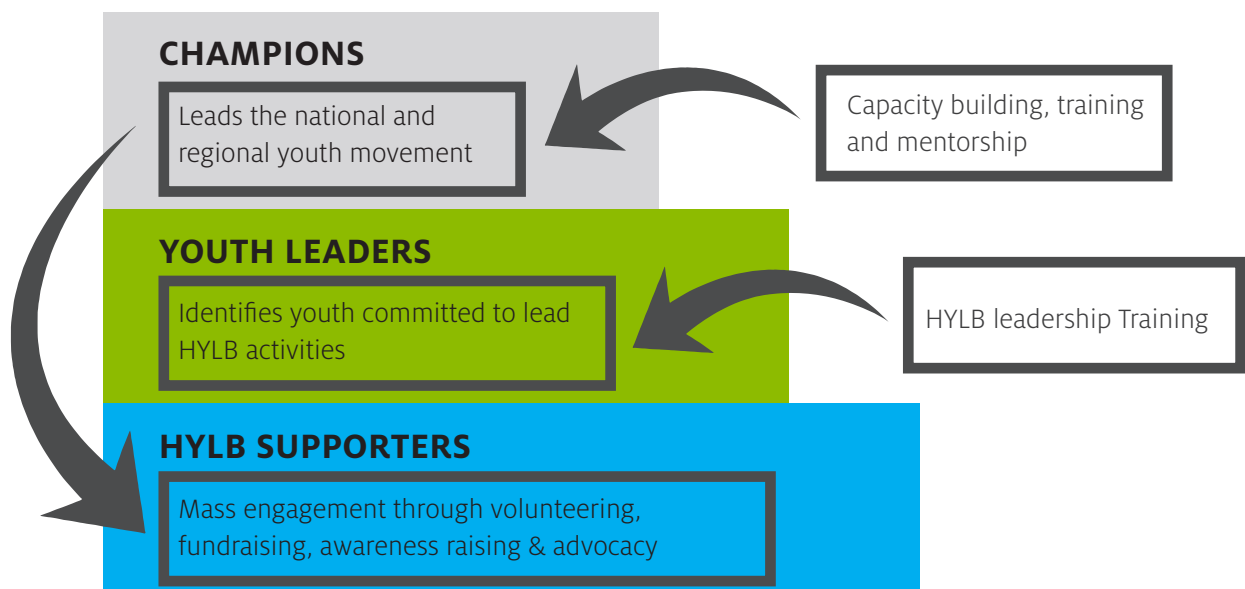 CHAMPIONS
Leads the national and
regional youth movement
Capacity building, training
and mentorship
YOUTH LEADERS
Identifies youth committed to lead
HYLB activities
HYLB leadership Training
HYLB SUPPORTERS
Mass engagement through volunteering,
fundraising, awareness raising & advocacy